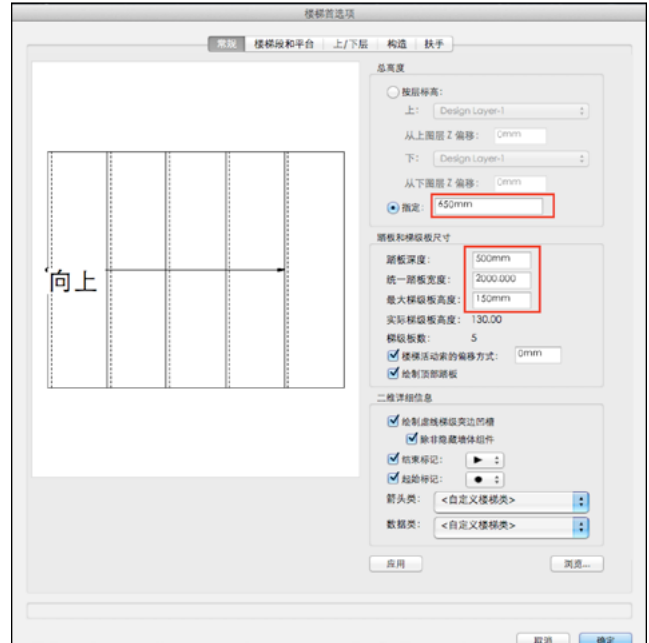 楼梯首选项
常规 楼梯段和平台 上/下层 构造 扶手
总高度
按层标高:
上: Design Layer-1
从上图层 Z 偏移: 0mm
下: Design Layer-1
从下图层 Z 偏移: 0mm
指定: 650mm
踏板和梯级板尺寸
踏板深度: 500mm
统一踏板宽度: 2000.000
最大梯级板高度: 150mm
实际梯级板高度: 130.00
梯级板数: 5
楼梯活动索的偏移方式: 0mm
绘制顶部踏板
向上
二维详细信息
绘制虚线梯级突边凹槽
除非隐藏墙体组件
结束标记:
起始标记:
箭头类: <自定义楼梯类>
数据类: <自定义楼梯类>
应用 浏览...
取消 确定